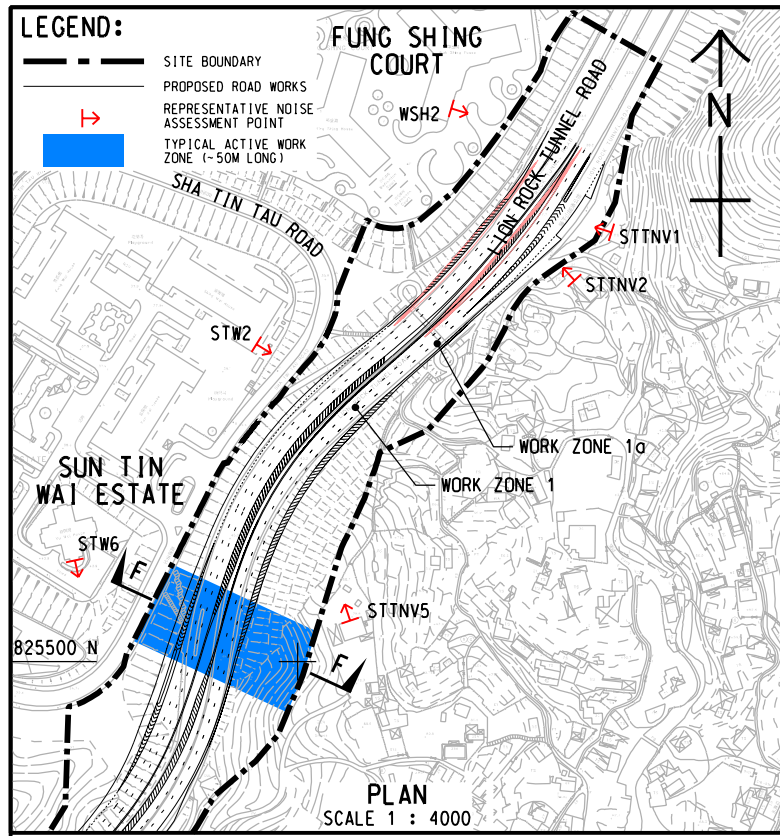 LEGEND:
SITE BOUNDARY
PROPOSED ROAD WORKS
REPRESENTATIVE NOISE
ASSESSMENT POINT
TYPICAL ACTIVE WORK
ZONE (~50M LONG)
FUNG SHING
COURT
WSH2
LION ROCK TUNNEL ROAD
N
SHA TIN TAU ROAD
STTNV1
STTNV2
STW2
WORK ZONE 1a
WORK ZONE 1
SUN TIN
WAI ESTATE
STW6
F
STTNV5
825500 N
F
PLAN
SCALE 1 : 4000